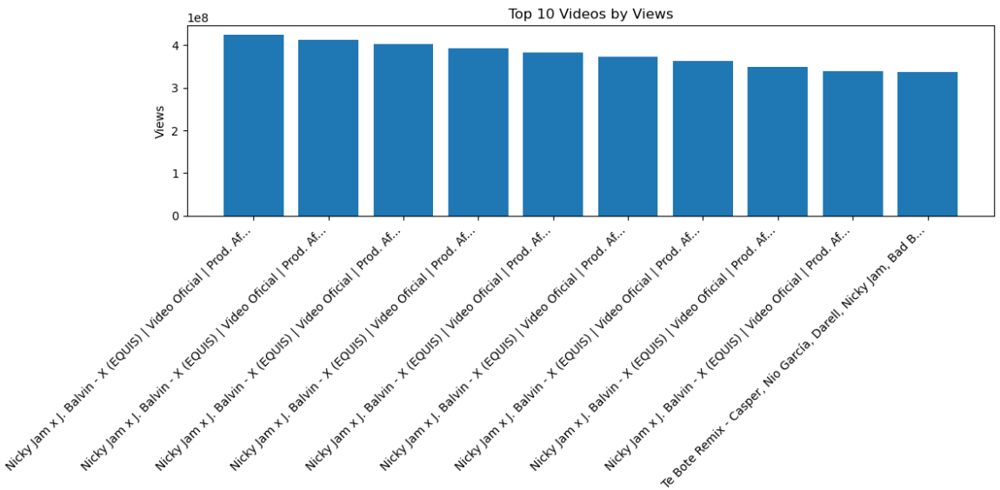 Top 10 Videos by Views
1e8
Views
4
3
2
1
0
Nicky Jam x J. Balvin - X (EQUIS) | Video Oficial | Prod. Af...
Nicky Jam x J. Balvin - X (EQUIS) | Video Oficial | Prod. Af...
Nicky Jam x J. Balvin - X (EQUIS) | Video Oficial | Prod. Af...
Nicky Jam x J. Balvin - X (EQUIS) | Video Oficial | Prod. Af...
Nicky Jam x J. Balvin - X (EQUIS) | Video Oficial | Prod. Af...
Nicky Jam x J. Balvin - X (EQUIS) | Video Oficial | Prod. Af...
Nicky Jam x J. Balvin - X (EQUIS) | Video Oficial | Prod. Af...
Nicky Jam x J. Balvin - X (EQUIS) | Video Oficial | Prod. Af...
Nicky Jam x J. Balvin - X (EQUIS) | Video Oficial | Prod. Af...
Te Bote Remix - Casper, Nio García, Darell, Nicky Jam, Bad B...